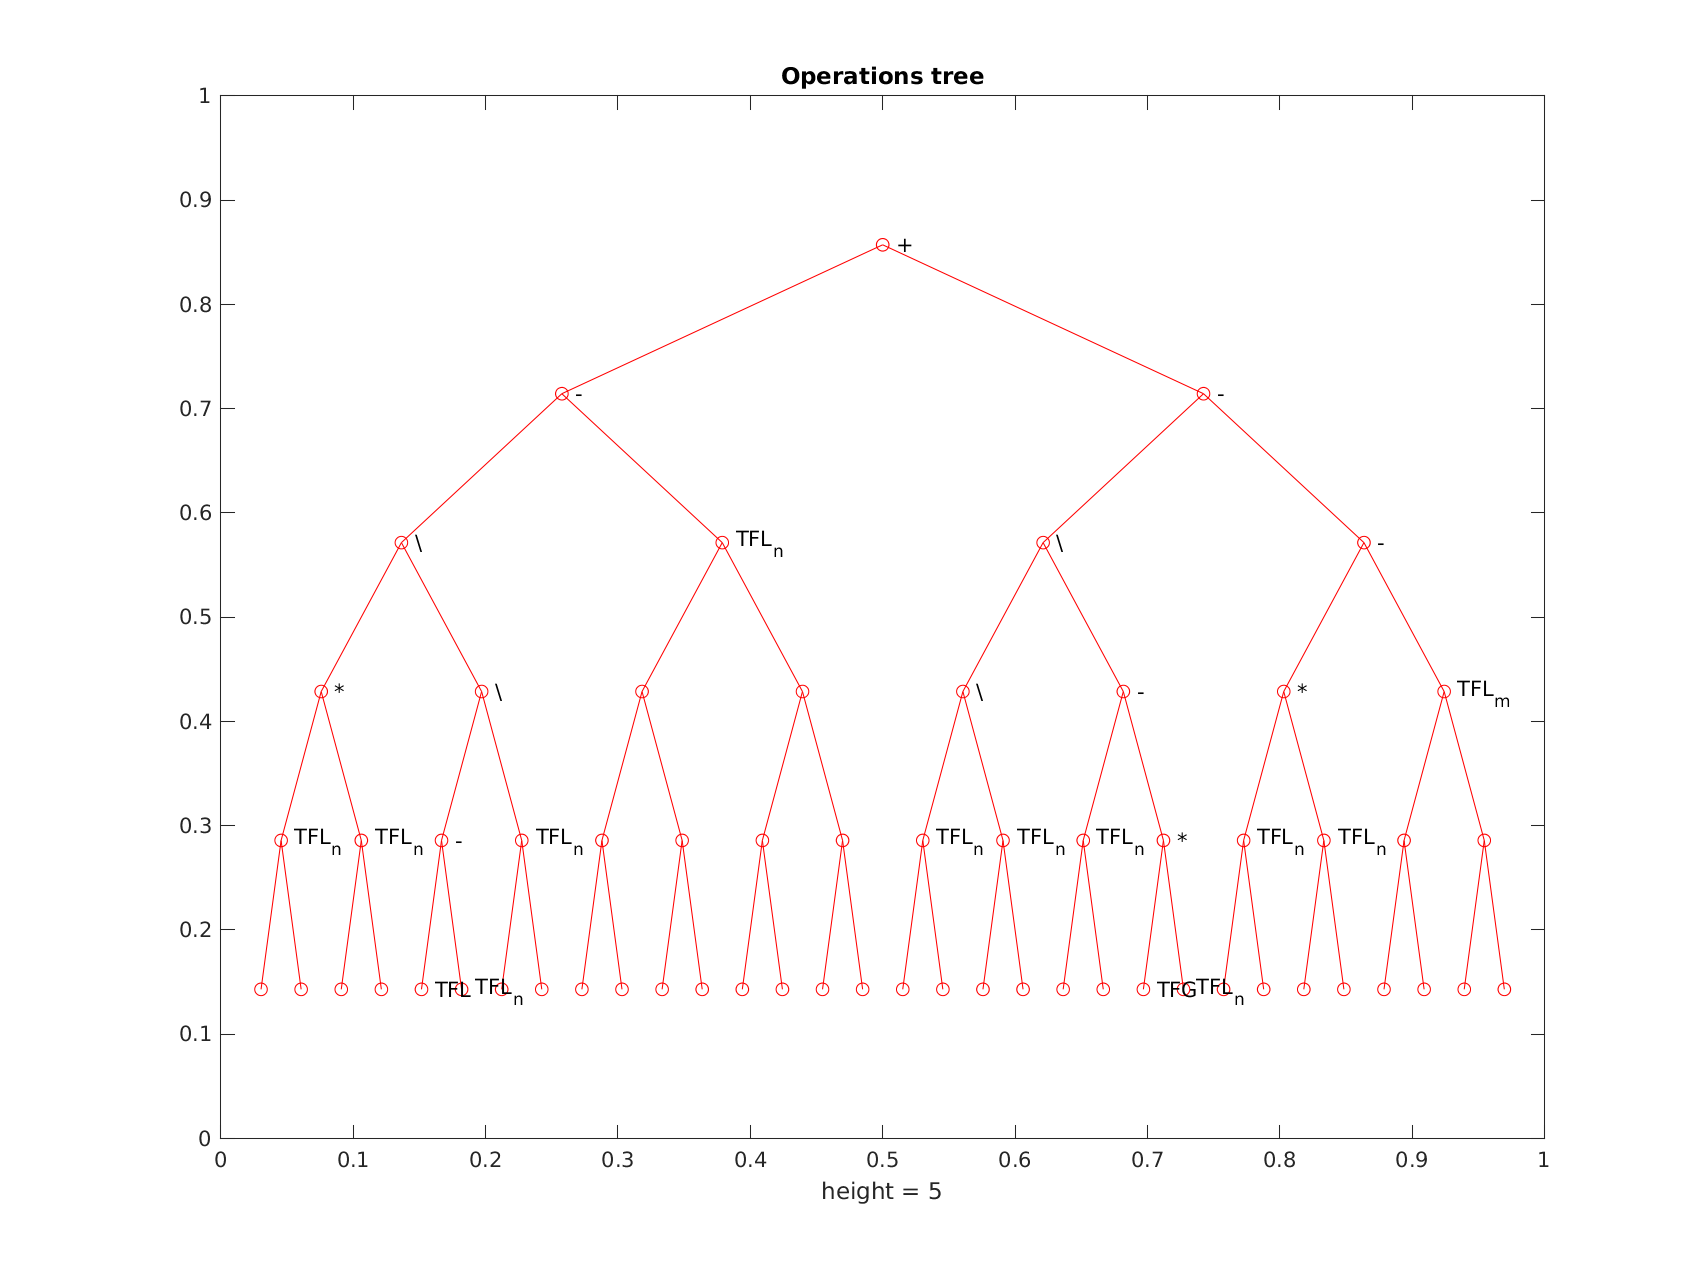 Operations tree
1
0.9
+
0.8
- -
0.7
0.6
\ TFLn \ -
0.5
* \ \ - * TFLm
0.4
0.3
TFLn TFLn - TFLn TFLn TFLn TFLn * TFLn TFLn
0.2
TFL TFLn TFG TFLn
0.1
0
0 0.1 0.2 0.3 0.4 0.5 0.6 0.7 0.8 0.9 1
height = 5